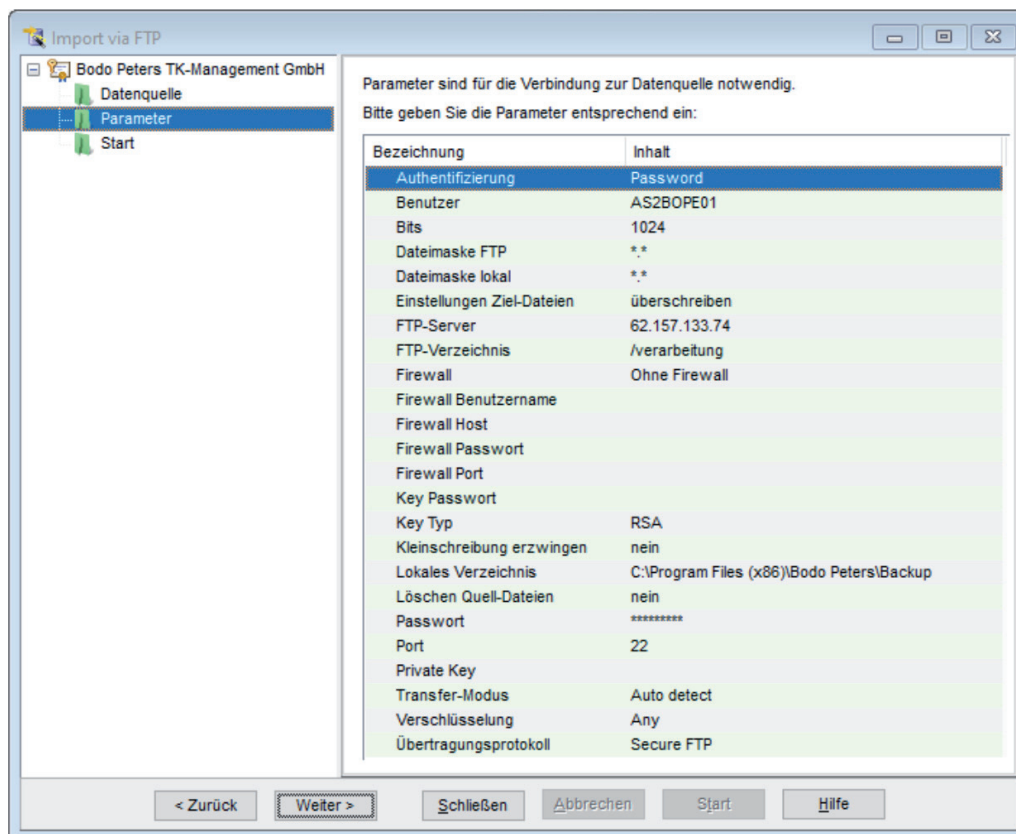 Import via FTP
Bodo Peters TK-Management GmbH
Datenquelle
Parameter
Start
Parameter sind für die Verbindung zur Datenquelle notwendig.
Bitte geben Sie die Parameter entsprechend ein:
Bezeichnung Inhalt
Authentifizierung Password
Benutzer AS2BOPE01
Bits 1024
Dateimaske FTP *.*
Dateimaske lokal *.*
Einstellungen Ziel-Dateien überschreiben
FTP-Server 62.157.133.74
FTP-Verzeichnis /verarbeitung
Firewall Ohne Firewall
Firewall Benutzername
Firewall Host
Firewall Passwort
Firewall Port
Key Passwort
Key Typ RSA
Kleinschreibung erzwingen nein
Lokales Verzeichnis C:\Program Files (x86)\Bodo Peters\Backup
Löschen Quell-Dateien nein
Passwort *********
Port 22
Private Key
Transfer-Modus Auto detect
Verschlüsselung Any
Übertragungsprotokoll Secure FTP
< Zurück Weiter > Schließen Abbrechen Start Hilfe